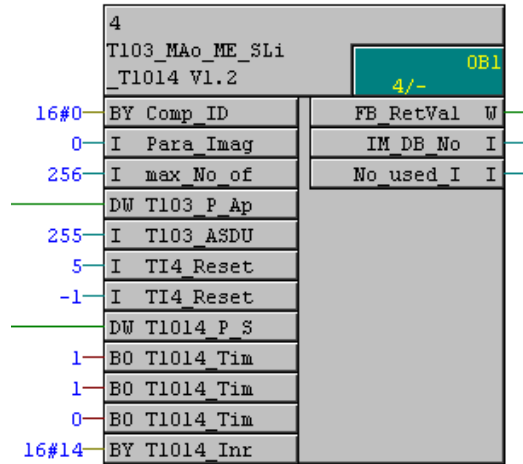 4
T103_MAo_ME_SLi
_T1014 V1.2
OB1
4/-
16#0 BY Comp_ID FB_RetVal W
0 I Para_Imag IM_DB_No I
256 I max_No_of No_used_I I
DW T103_P_Ap
255 I T103_ASDU
5 I TI4_Reset
-1 I TI4_Reset
DW T1014_P_S
1 BO T1014_Tim
1 BO T1014_Tim
0 BO T1014_Tim
16#14 BY T1014_Inr